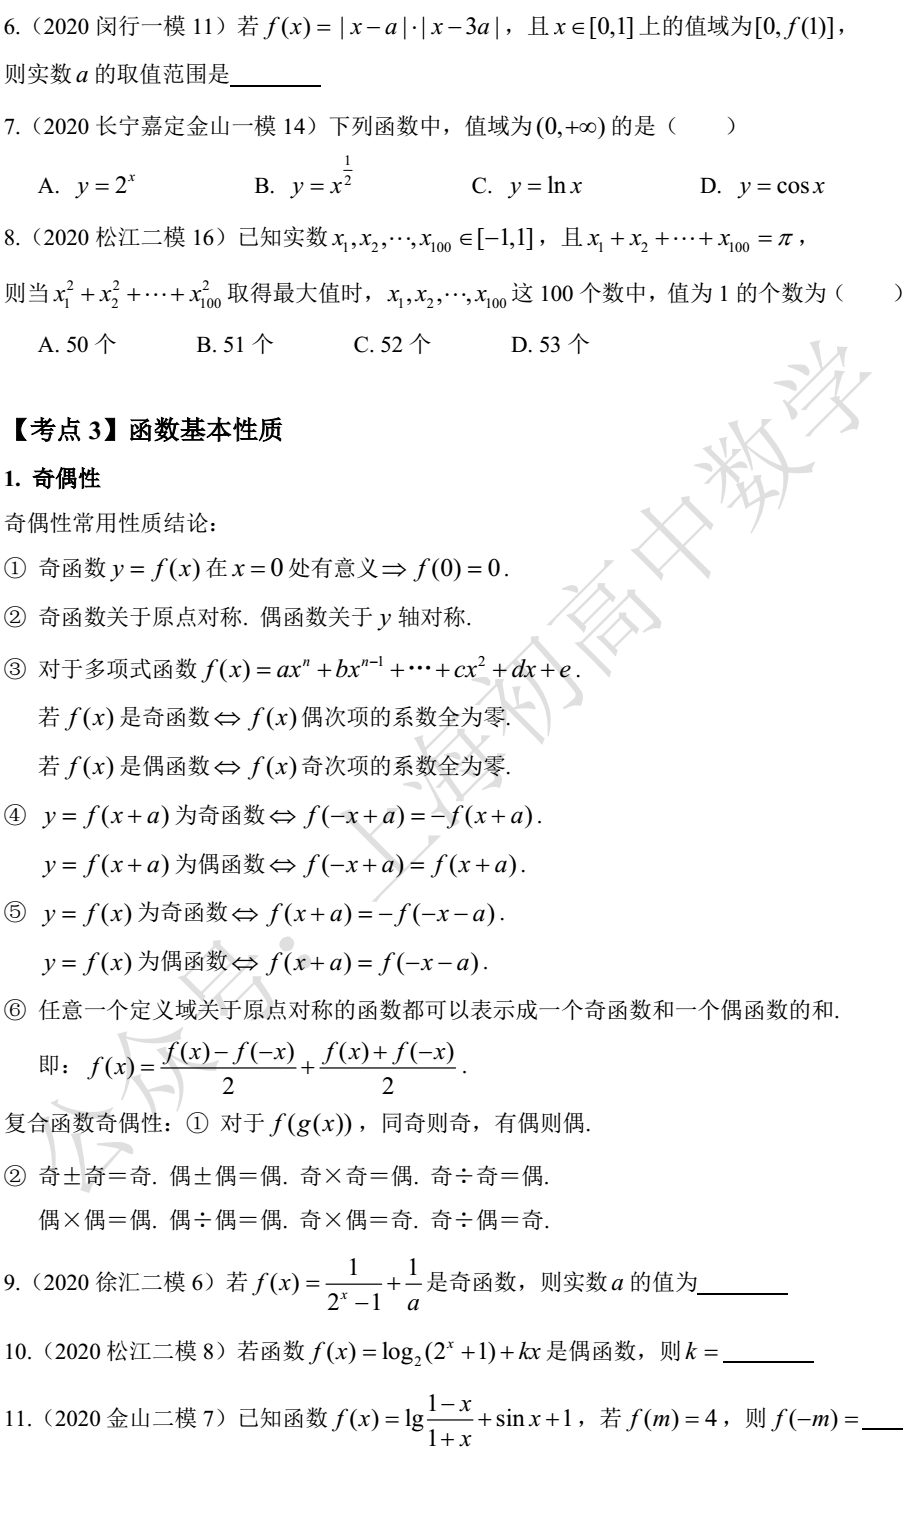 6.（2020 闵行一模 11）若 f(x) = | x − a | · | x − 3a |，且 x ∈ [0,1] 上的值域为 [0, f(1)]，
则实数 a 的取值范围是________
7.（2020 长宁嘉定金山一模 14）下列函数中，值域为 (0,+∞) 的是（　　）
A. y = 2^x　　B. y = x^{1/2}　　C. y = ln x　　D. y = cos x
8.（2020 松江二模 16）已知实数 x₁, x₂, ⋯, x₁₀₀ ∈ [−1,1]，且 x₁ + x₂ + ⋯ + x₁₀₀ = π，
则当 x₁² + x₂² + ⋯ + x₁₀₀² 取得最大值时，x₁, x₂, ⋯, x₁₀₀ 这 100 个数中，值为 1 的个数为（　　）
A. 50 个　　B. 51 个　　C. 52 个　　D. 53 个
【考点 3】函数基本性质
1. 奇偶性
奇偶性常用性质结论：
① 奇函数 y = f(x) 在 x = 0 处有意义 ⇒ f(0) = 0.
② 奇函数关于原点对称. 偶函数关于 y 轴对称.
③ 对于多项式函数 f(x) = ax^n + bx^{n−1} + ⋯ + cx² + dx + e.
若 f(x) 是奇函数 ⇔ f(x) 偶次项的系数全为零.
若 f(x) 是偶函数 ⇔ f(x) 奇次项的系数全为零.
④ y = f(x + a) 为奇函数 ⇔ f(−x + a) = −f(x + a).
y = f(x + a) 为偶函数 ⇔ f(−x + a) = f(x + a).
⑤ y = f(x) 为奇函数 ⇔ f(x + a) = −f(−x − a).
y = f(x) 为偶函数 ⇔ f(x + a) = f(−x − a).
⑥ 任意一个定义域关于原点对称的函数都可以表示成一个奇函数和一个偶函数的和.
即：f(x) = (f(x) − f(−x))/2 + (f(x) + f(−x))/2.
复合函数奇偶性：① 对于 f(g(x))，同奇则奇，有偶则偶.
② 奇±奇＝奇. 偶±偶＝偶. 奇×奇＝偶. 奇÷奇＝偶.
偶×偶＝偶. 偶÷偶＝偶. 奇×偶＝奇. 奇÷偶＝奇.
9.（2020 徐汇二模 6）若 f(x) = 1/(2^x − 1) + 1/a 是奇函数，则实数 a 的值为________
10.（2020 松江二模 8）若函数 f(x) = log₂(2^x + 1) + kx 是偶函数，则 k = ________
11.（2020 金山二模 7）已知函数 f(x) = lg (1 − x)/(1 + x) + sin x + 1，若 f(m) = 4，则 f(−m) = ____
公众号：上海初高中数学